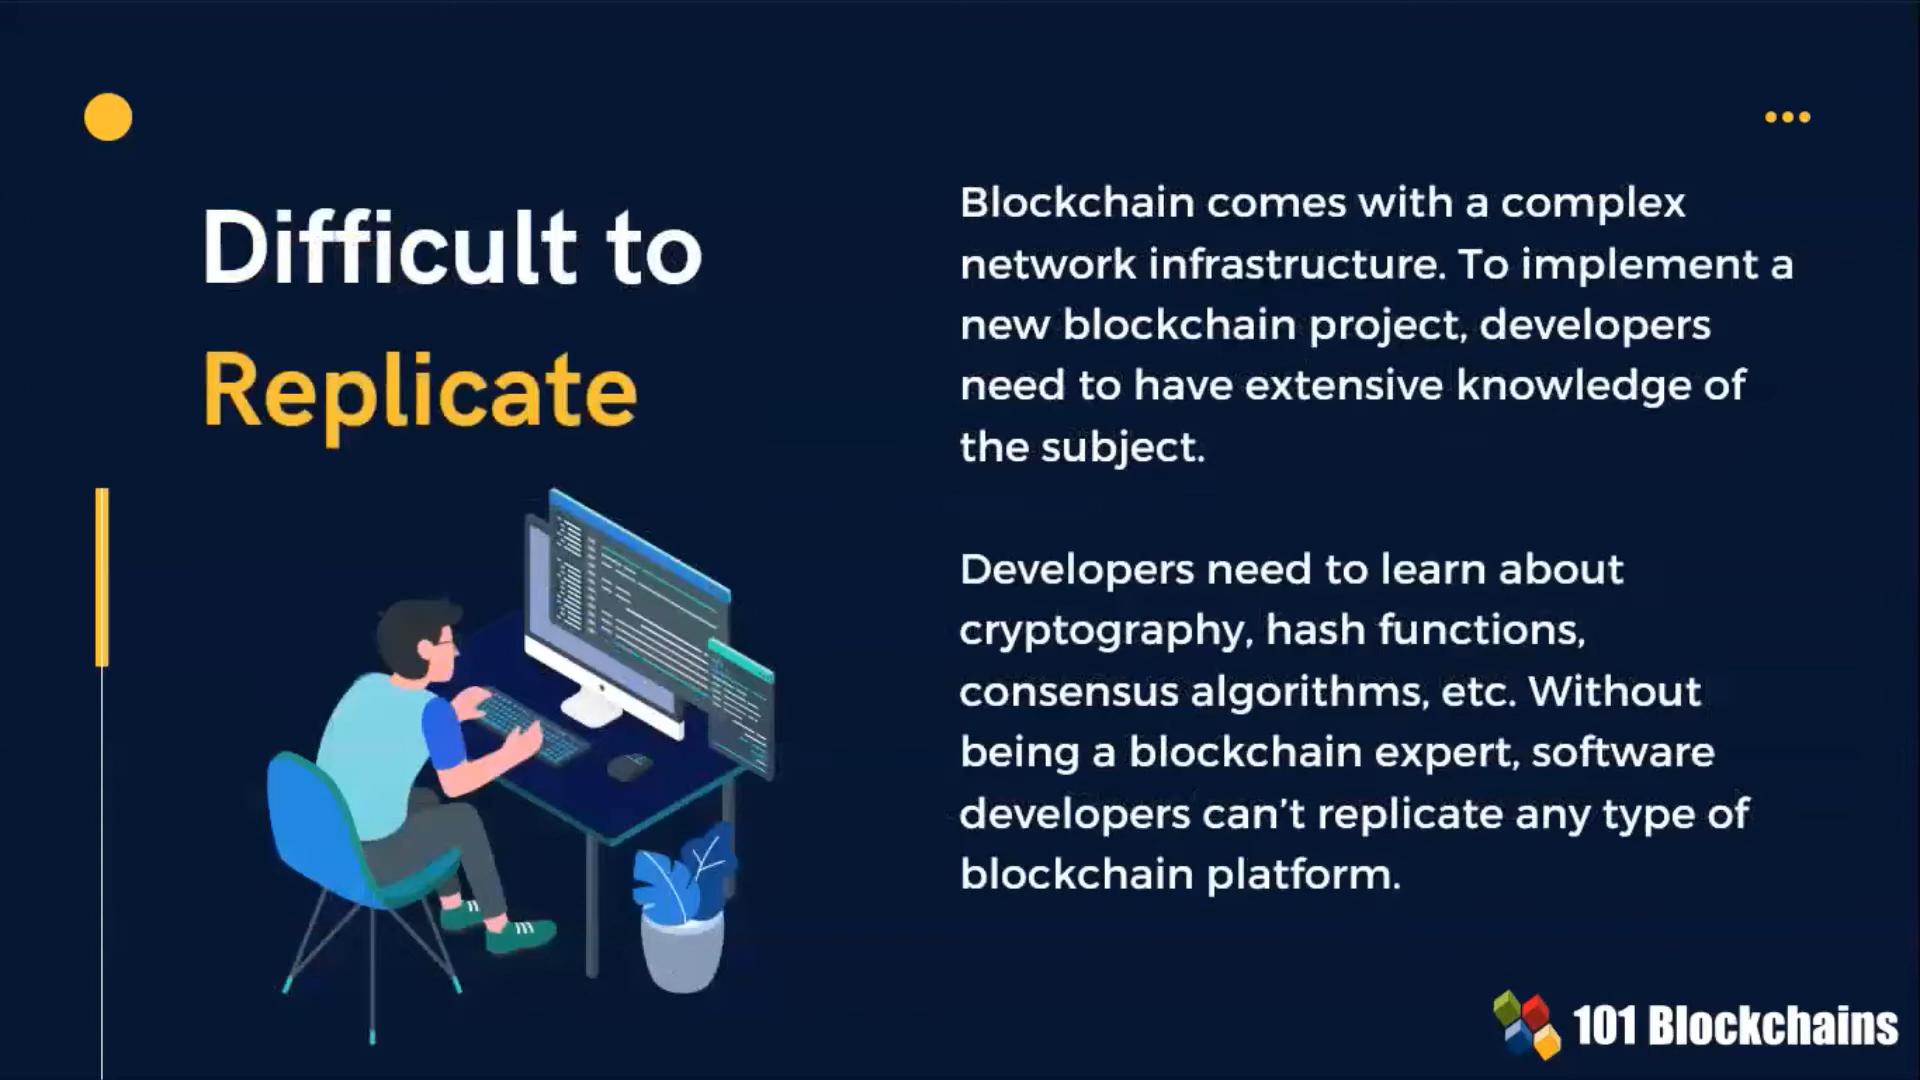 Difficult to
Replicate
Blockchain comes with a complex
network infrastructure. To implement a
new blockchain project, developers
need to have extensive knowledge of
the subject.
Developers need to learn about
cryptography, hash functions,
consensus algorithms, etc. Without
being a blockchain expert, software
developers can't replicate any type of
blockchain platform.
101 Blockchains